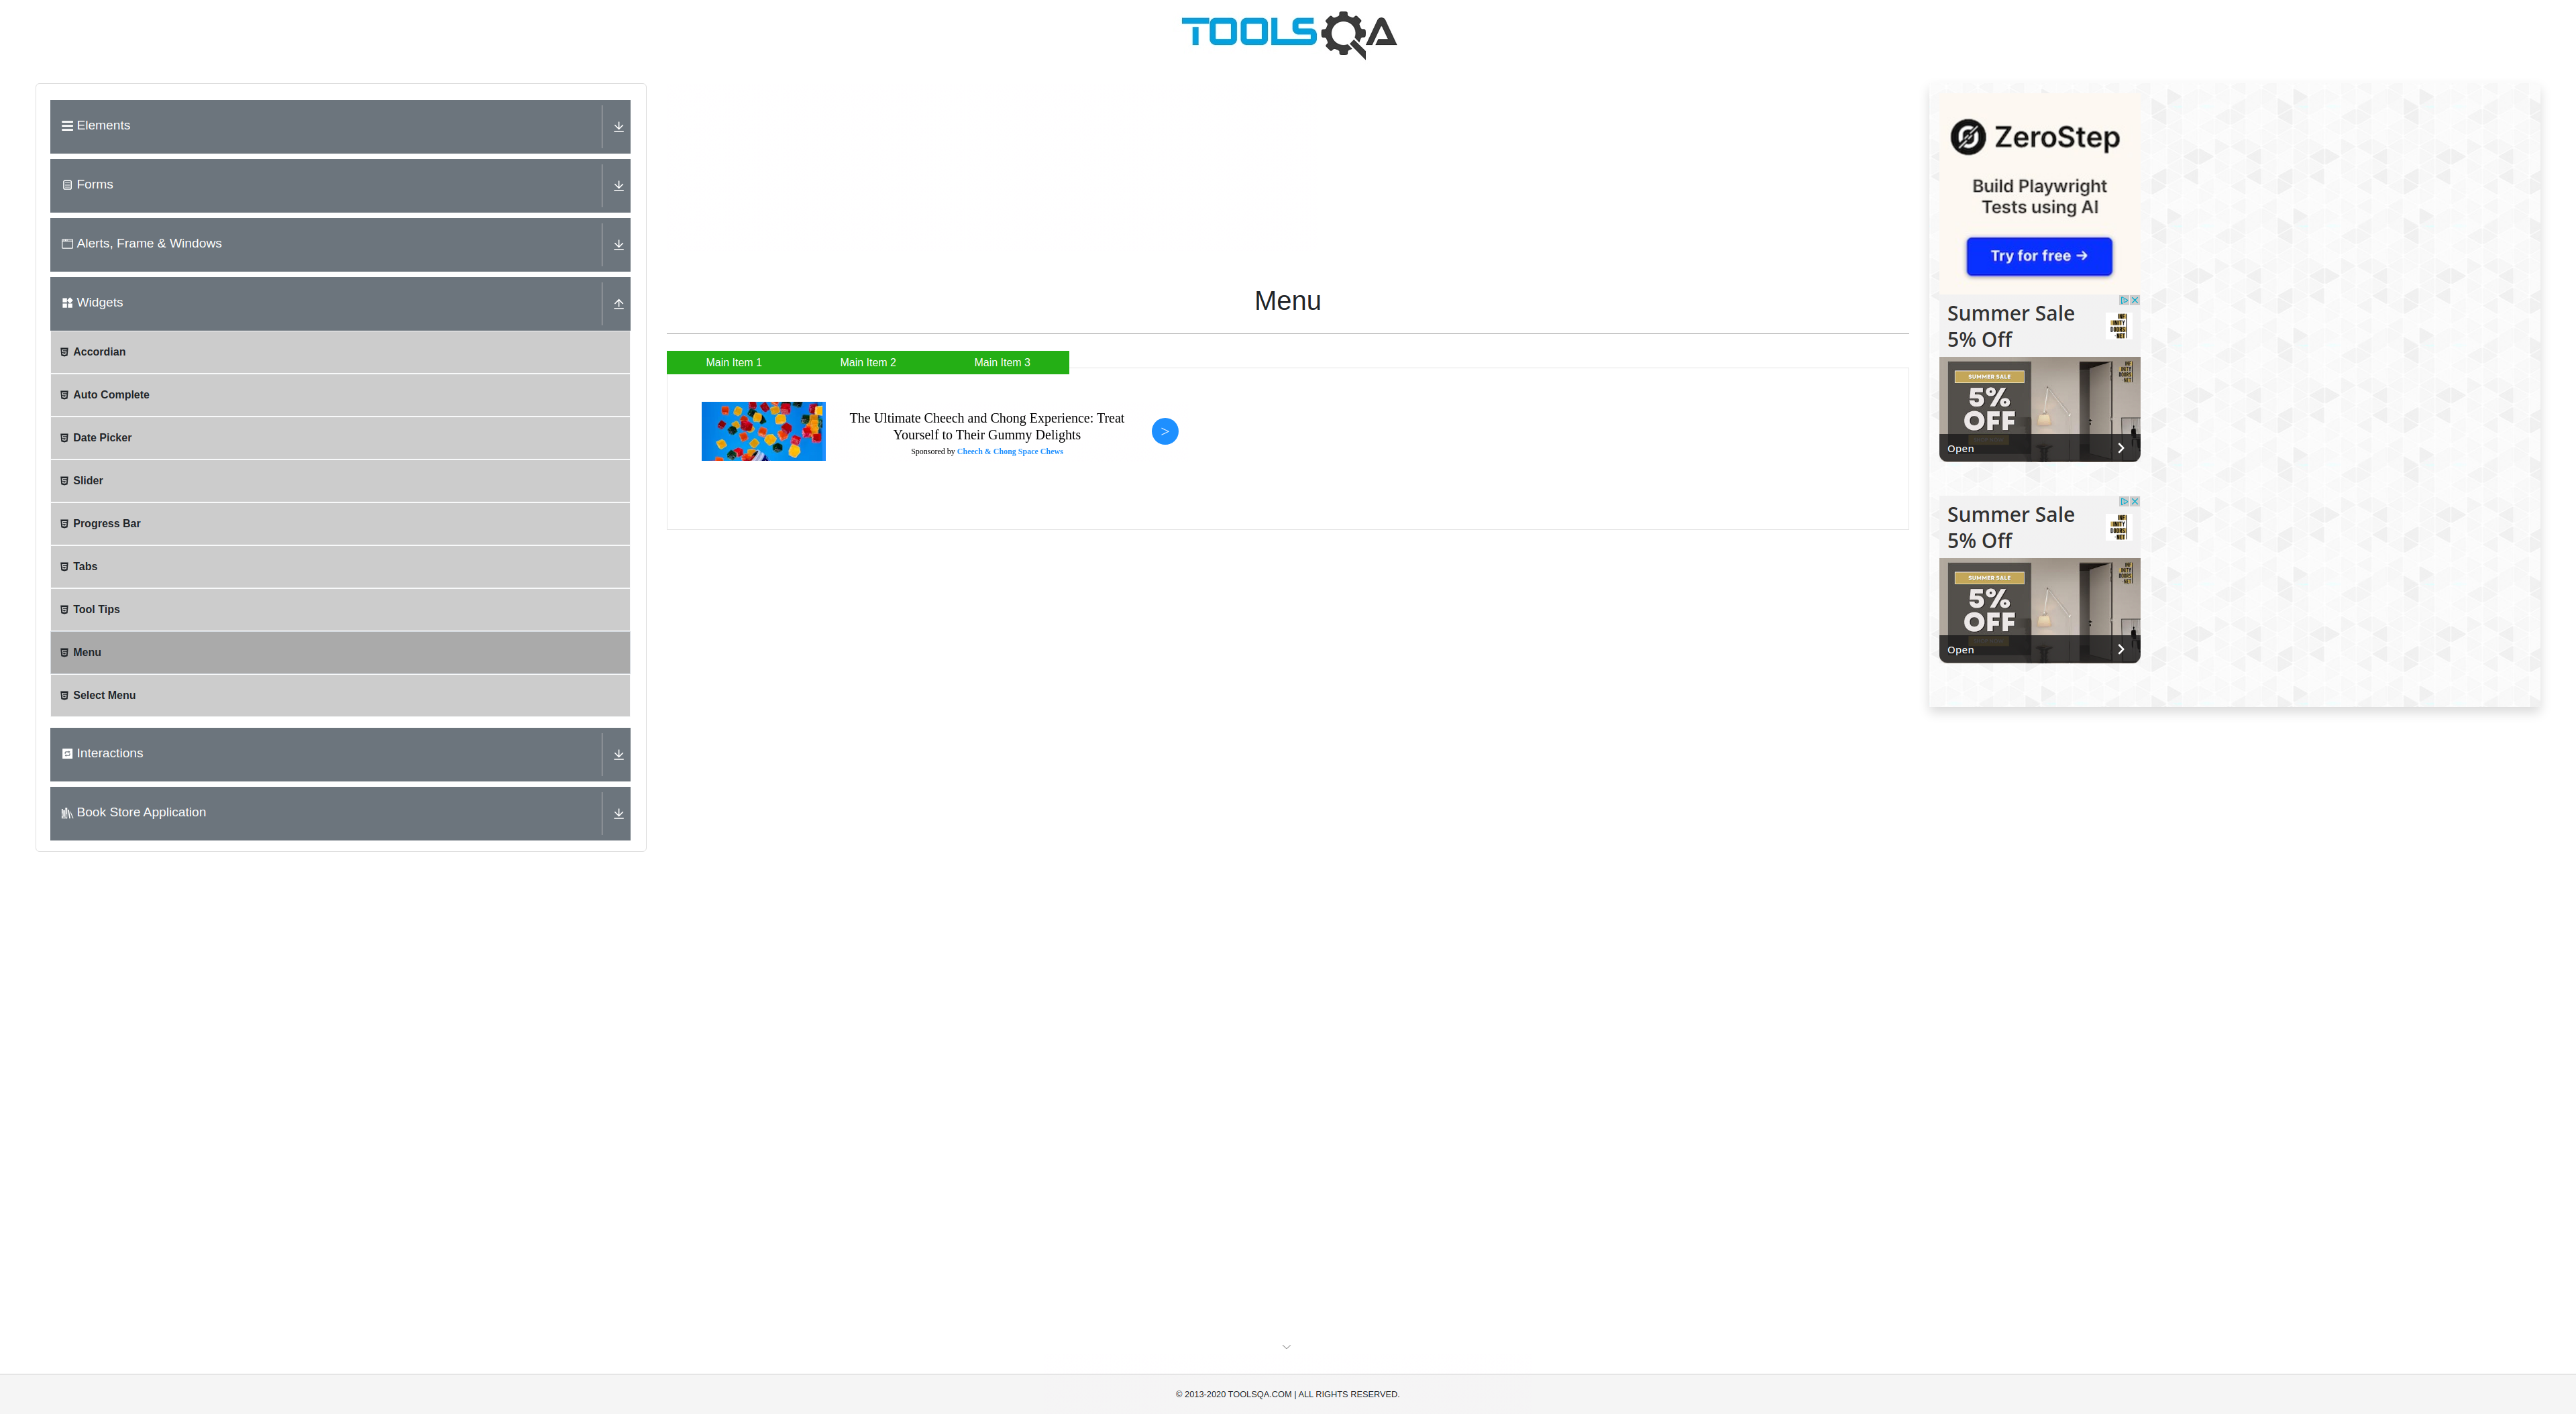 TOOLSQA
Elements
Forms
Alerts, Frame & Windows
Widgets
Accordian
Auto Complete
Date Picker
Slider
Progress Bar
Tabs
Tool Tips
Menu
Select Menu
Interactions
Book Store Application
Menu
Main Item 1
Main Item 2
Main Item 3
The Ultimate Cheech and Chong Experience: Treat
Yourself to Their Gummy Delights
Sponsored by Cheech & Chong Space Chews
>
ZeroStep
Build Playwright
Tests using AI
Try for free →
Summer Sale
5% Off
SUMMER SALE
5%
OFF
Open
Summer Sale
5% Off
SUMMER SALE
5%
OFF
Open
© 2013-2020 TOOLSQA.COM | ALL RIGHTS RESERVED.